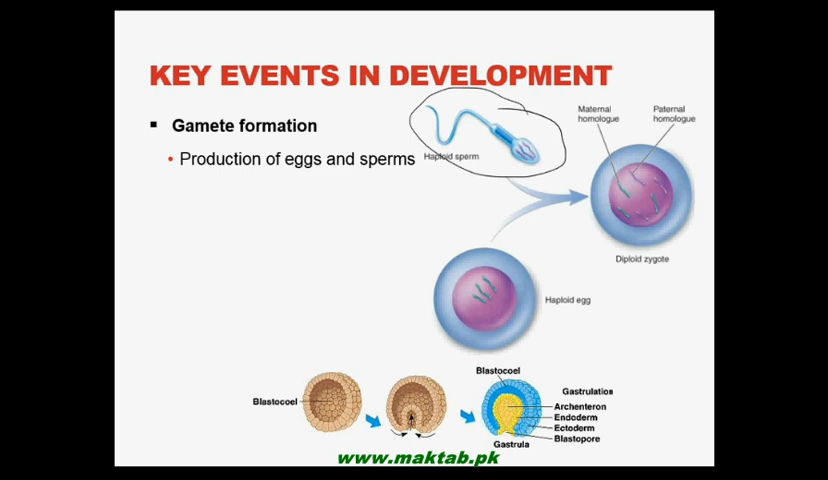 KEY EVENTS IN DEVELOPMENT
Gamete formation
Production of eggs and sperms
Haploid sperm
Maternal
homologue
Paternal
homologue
Diploid zygote
Haploid egg
Blastocoel
Blastocoel
Gastrulation
Archenteron
Endoderm
Ectoderm
Blastopore
Gastrula
www.maktab.pk